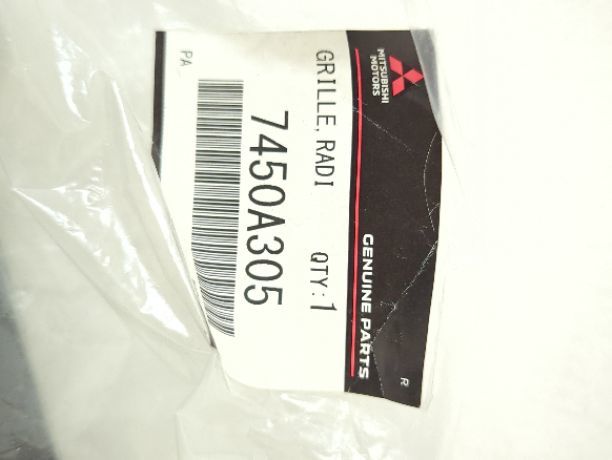 MITSUBISHI
MOTORS
GENUINE PARTS
R
GRILLE, RADI QTY:1
7450A305
PA